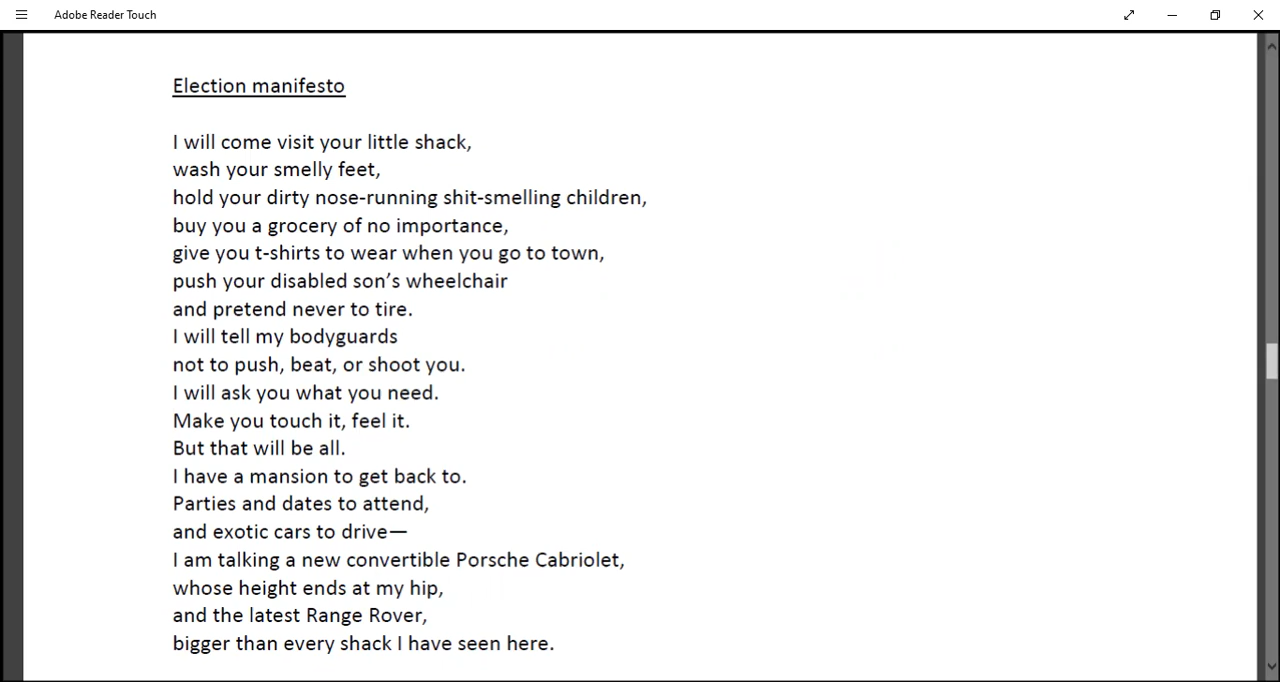 Adobe Reader Touch
Election manifesto
I will come visit your little shack,
wash your smelly feet,
hold your dirty nose-running shit-smelling children,
buy you a grocery of no importance,
give you t-shirts to wear when you go to town,
push your disabled son’s wheelchair
and pretend never to tire.
I will tell my bodyguards
not to push, beat, or shoot you.
I will ask you what you need.
Make you touch it, feel it.
But that will be all.
I have a mansion to get back to.
Parties and dates to attend,
and exotic cars to drive—
I am talking a new convertible Porsche Cabriolet,
whose height ends at my hip,
and the latest Range Rover,
bigger than every shack I have seen here.